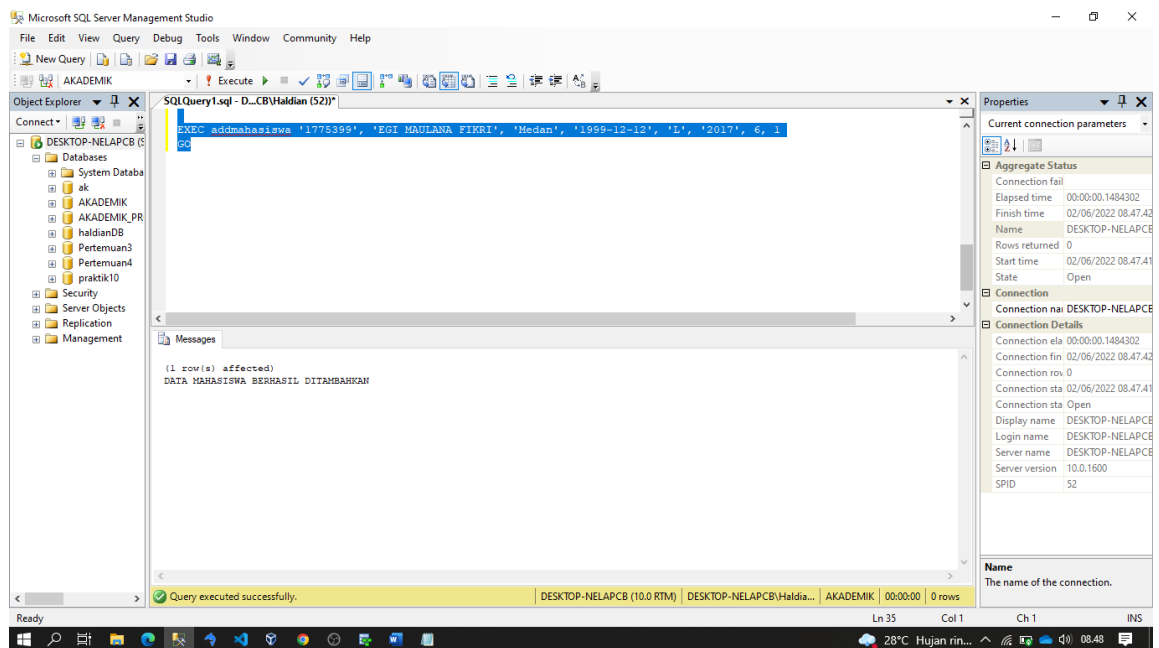 Microsoft SQL Server Management Studio
File Edit View Query Debug Tools Window Community Help
New Query
AKADEMIK Execute
Object Explorer
Connect
DESKTOP-NELAPCB (S
Databases
System Databa
ak
AKADEMIK
AKADEMIK_PR
haldianDB
Pertemuan3
Pertemuan4
praktik10
Security
Server Objects
Replication
Management
SQLQuery1.sql - D...CB\Haldian (52))*
EXEC addmahasiswa '1775399', 'EGI MAULANA FIKRI', 'Medan', '1999-12-12', 'L', '2017', 6, 1
GO
Messages
(1 row(s) affected)
DATA MAHASISWA BERHASIL DITAMBAHKAN
Query executed successfully.
DESKTOP-NELAPCB (10.0 RTM) DESKTOP-NELAPCB\Haldia... AKADEMIK 00:00:00 0 rows
Properties
Current connection parameters
Aggregate Status
Connection fail
Elapsed time 00:00:00.1484302
Finish time 02/06/2022 08.47.42
Name DESKTOP-NELAPCB
Rows returned 0
Start time 02/06/2022 08.47.41
State Open
Connection
Connection nai DESKTOP-NELAPCB
Connection Details
Connection ela 00:00:00.1484302
Connection fin 02/06/2022 08.47.42
Connection rov 0
Connection sta 02/06/2022 08.47.41
Connection sta Open
Display name DESKTOP-NELAPCB
Login name DESKTOP-NELAPCB
Server name DESKTOP-NELAPCB
Server version 10.0.1600
SPID 52
Name
The name of the connection.
Ready Ln 35 Col 1 Ch 1 INS
28°C Hujan rin... 08.48